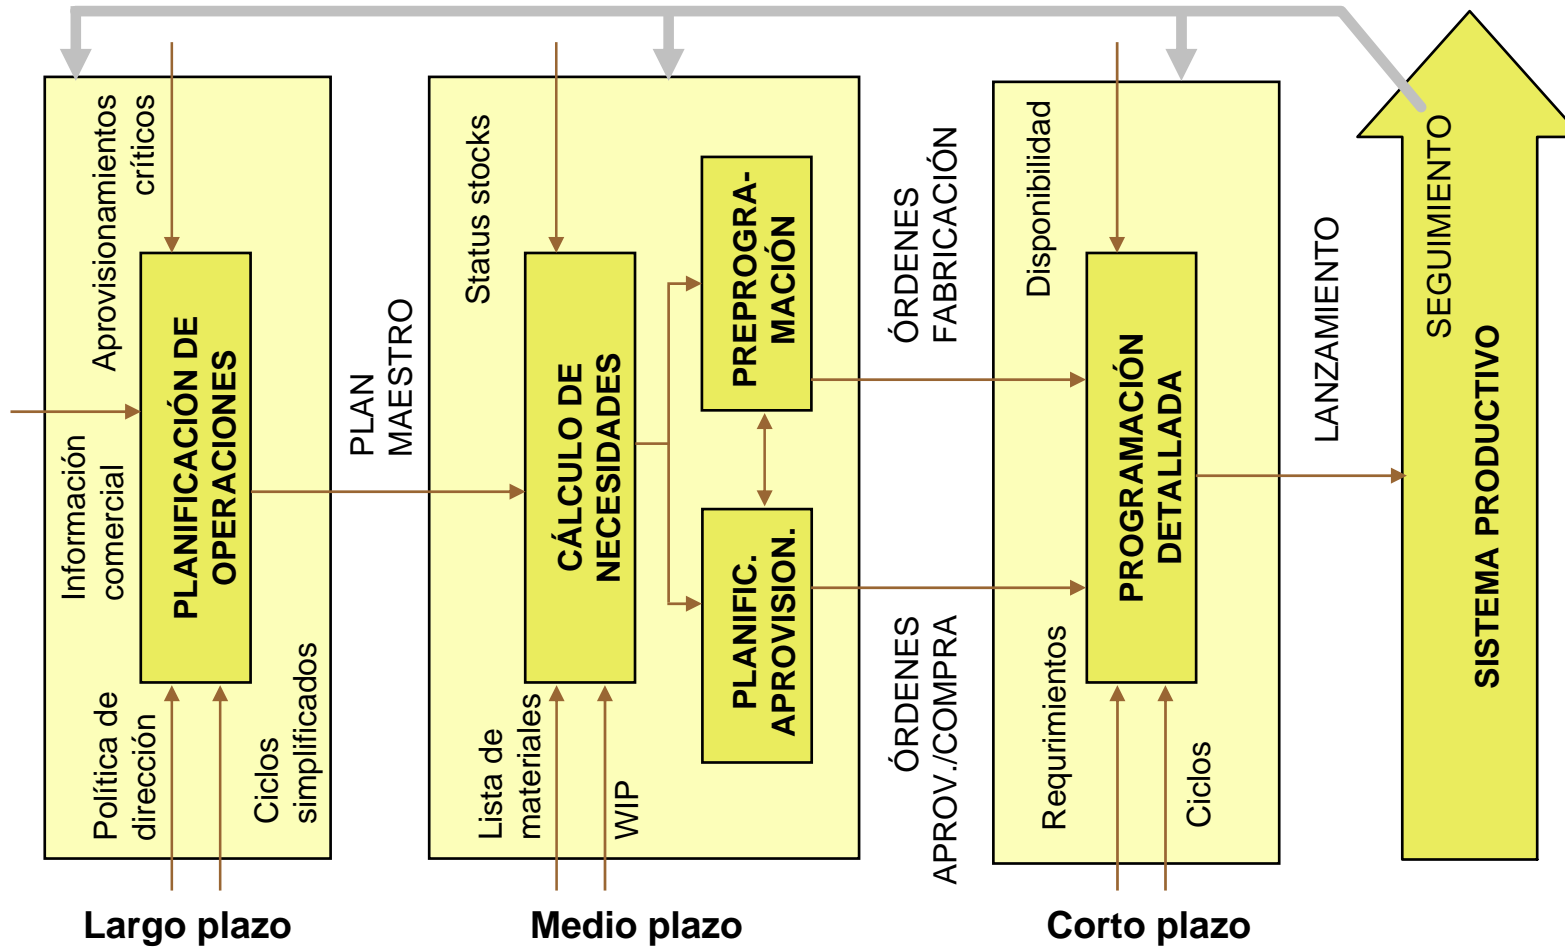 Aprovisionamientos
críticos
Información
comercial
Política de
dirección
Ciclos
simplificados
PLANIFICACIÓN DE
OPERACIONES
PLAN
MAESTRO
Status stocks
CÁLCULO DE
NECESIDADES
Lista de
materiales
WIP
PREPROGRA-
MACIÓN
PLANIFIC.
APROVISION.
ÓRDENES
FABRICACIÓN
ÓRDENES
APROV./COMPRA
Disponibilidad
PROGRAMACIÓN
DETALLADA
Requrimientos
Ciclos
LANZAMIENTO
SEGUIMIENTO
SISTEMA PRODUCTIVO
Largo plazo
Medio plazo
Corto plazo